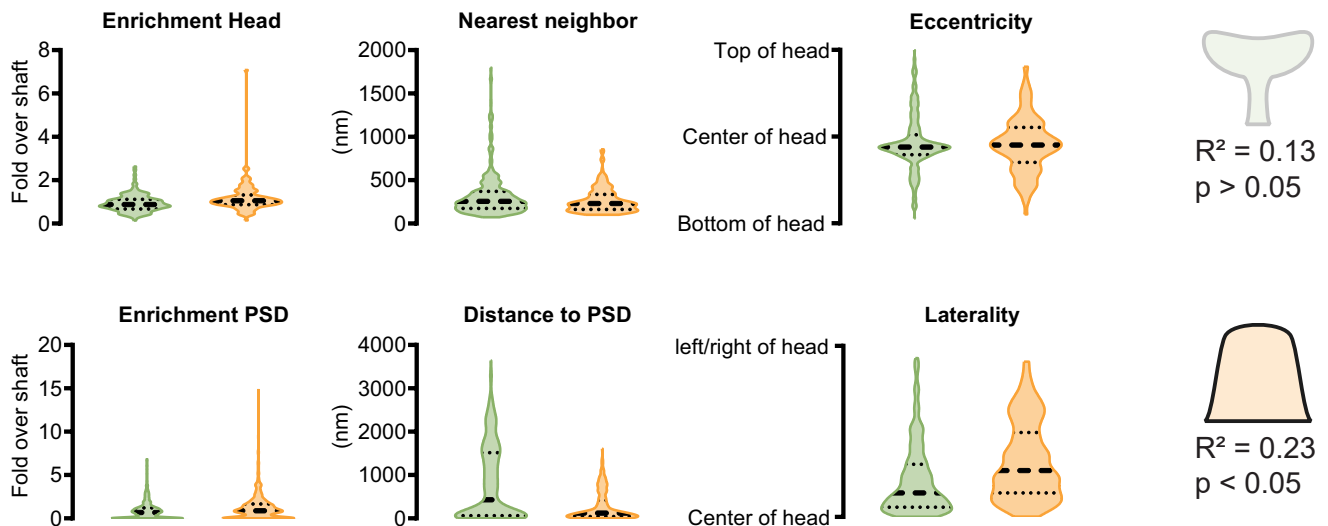 Enrichment Head
Fold over shaft
8
6
4
2
0
Nearest neighbor
(nm)
2000
1500
1000
500
0
Eccentricity
Top of head
Center of head
Bottom of head
R² = 0.13
p > 0.05
Enrichment PSD
Fold over shaft
20
15
10
5
0
Distance to PSD
(nm)
4000
3000
2000
1000
0
Laterality
left/right of head
Center of head
R² = 0.23
p < 0.05